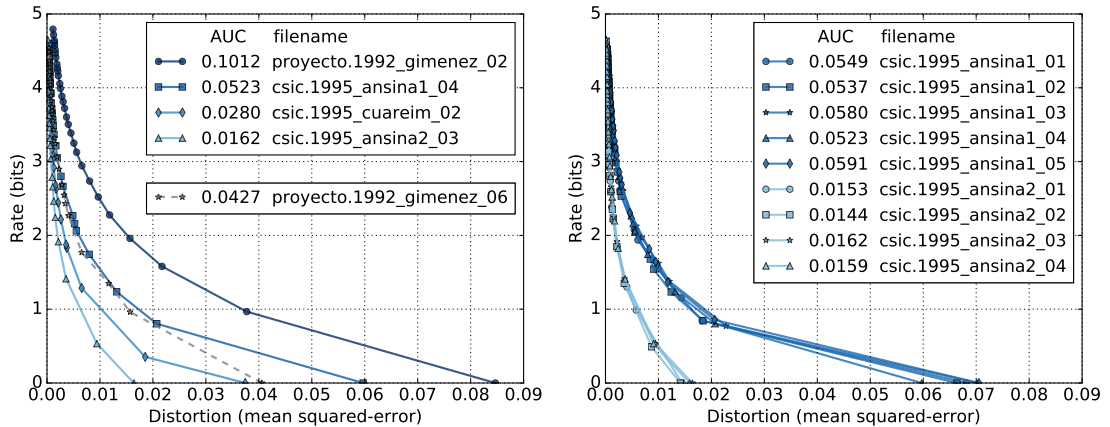 5
4
3
2
1
0
Rate (bits)
AUC filename
0.1012 proyecto.1992_gimenez_02
0.0523 csic.1995_ansina1_04
0.0280 csic.1995_cuareim_02
0.0162 csic.1995_ansina2_03
0.0427 proyecto.1992_gimenez_06
0.00 0.01 0.02 0.03 0.04 0.05 0.06 0.07 0.08 0.09
Distortion (mean squared-error)
5
4
3
2
1
0
Rate (bits)
AUC filename
0.0549 csic.1995_ansina1_01
0.0537 csic.1995_ansina1_02
0.0580 csic.1995_ansina1_03
0.0523 csic.1995_ansina1_04
0.0591 csic.1995_ansina1_05
0.0153 csic.1995_ansina2_01
0.0144 csic.1995_ansina2_02
0.0162 csic.1995_ansina2_03
0.0159 csic.1995_ansina2_04
0.00 0.01 0.02 0.03 0.04 0.05 0.06 0.07 0.08 0.09
Distortion (mean squared-error)